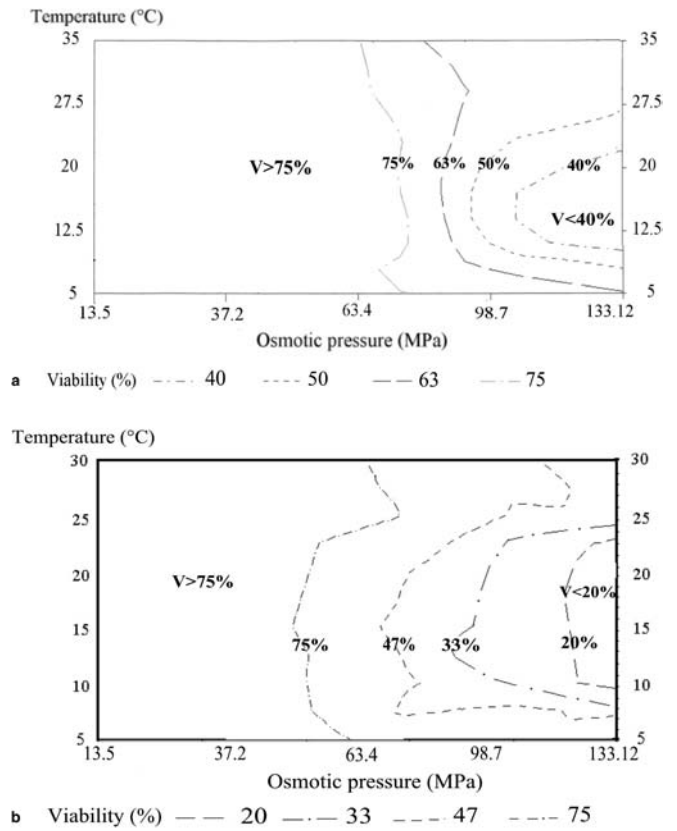 Temperature (°C)
35 35
27.5 27.5
V>75% 75% 63% 50% 40%
20 20
V<40%
12.5 12.5
5 5
13.5 37.2 63.4 98.7 133.12
Osmotic pressure (MPa)
a Viability (%) 40 50 63 75
Temperature (°C)
30 30
25 25
V>75% V<20%
20 20
15 15
75% 47% 33% 20%
10 10
5 5
13.5 37.2 63.4 98.7 133.12
Osmotic pressure (MPa)
b Viability (%) 20 33 47 75